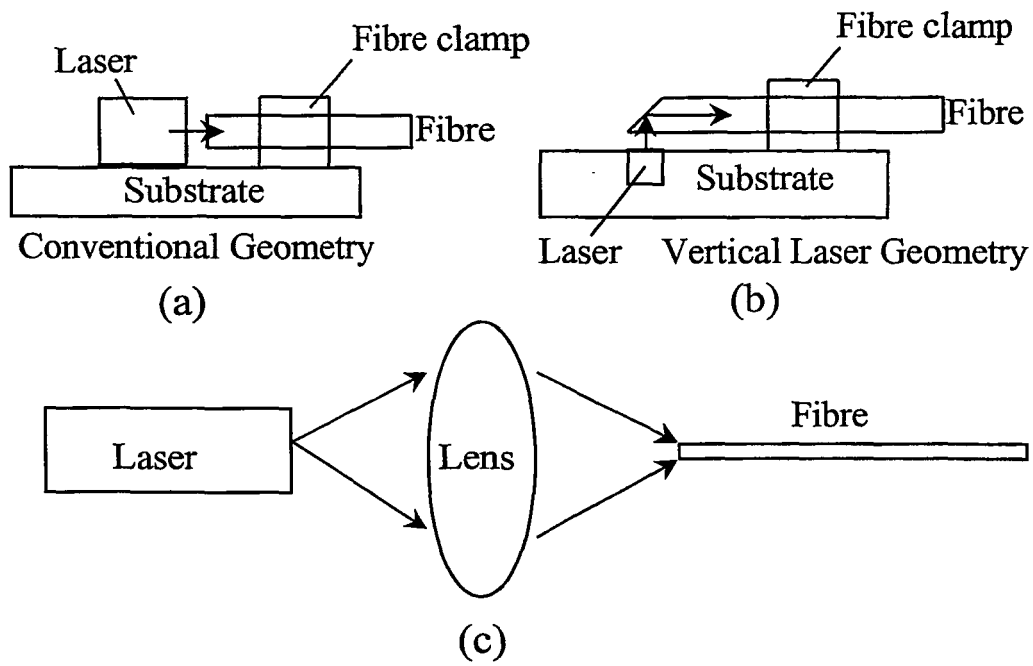 Laser
Fibre clamp
Fibre
Substrate
Conventional Geometry
(a)
Fibre clamp
Fibre
Substrate
Laser
Vertical Laser Geometry
(b)
Laser
Lens
Fibre
(c)